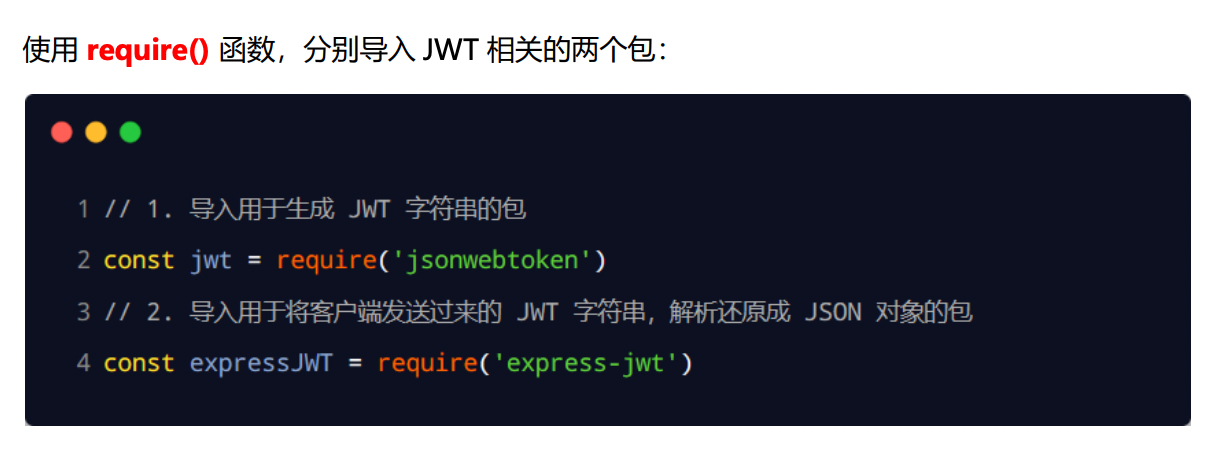 使用 require() 函数，分别导入 JWT 相关的两个包：
1 // 1. 导入用于生成 JWT 字符串的包
2 const jwt = require('jsonwebtoken')
3 // 2. 导入用于将客户端发送过来的 JWT 字符串，解析还原成 JSON 对象的包
4 const expressJWT = require('express-jwt')